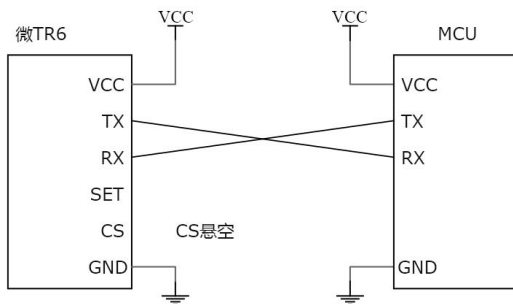 VCC
VCC
微TR6
MCU
VCC
VCC
TX
TX
RX
RX
SET
CS
CS悬空
GND
GND